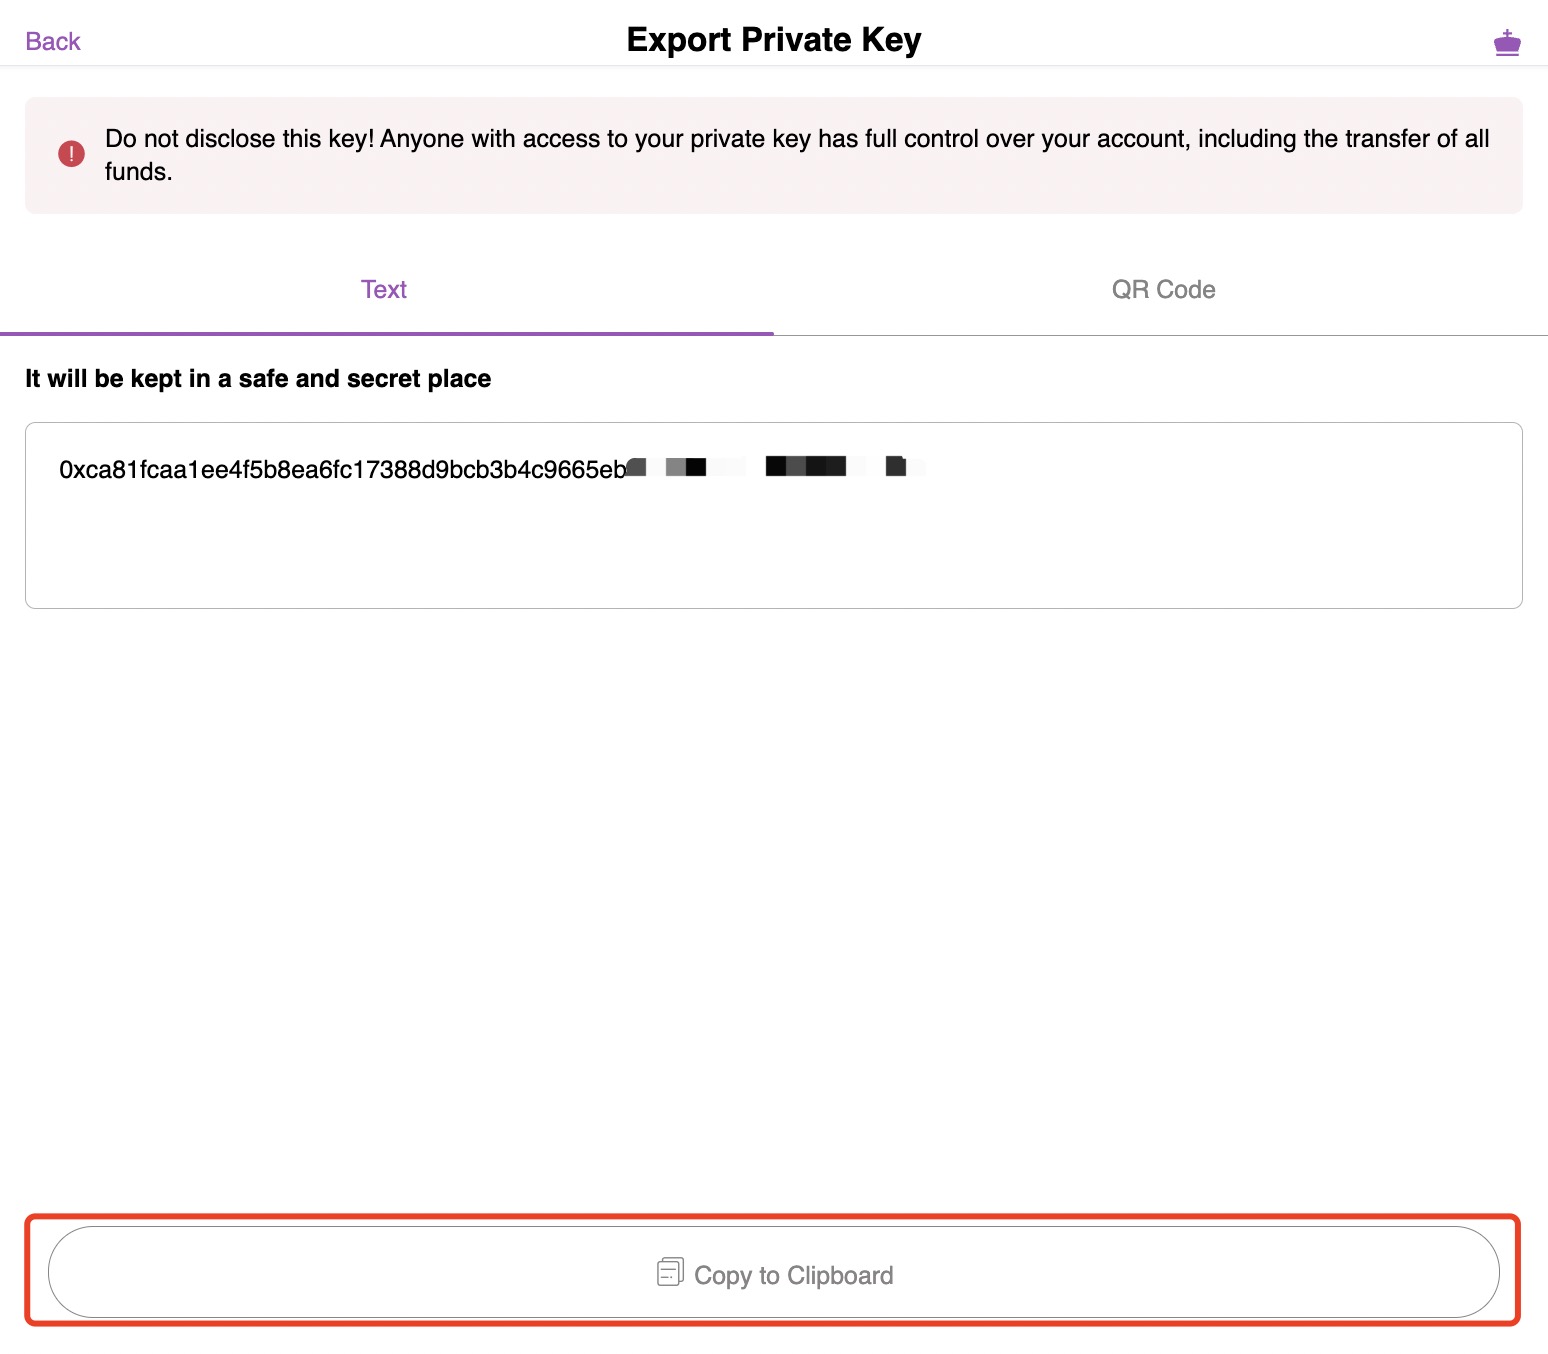 Back
Export Private Key
Do not disclose this key! Anyone with access to your private key has full control over your account, including the transfer of all
funds.
Text
QR Code
It will be kept in a safe and secret place
0xca81fcaa1ee4f5b8ea6fc17388d9bcb3b4c9665eb
Copy to Clipboard